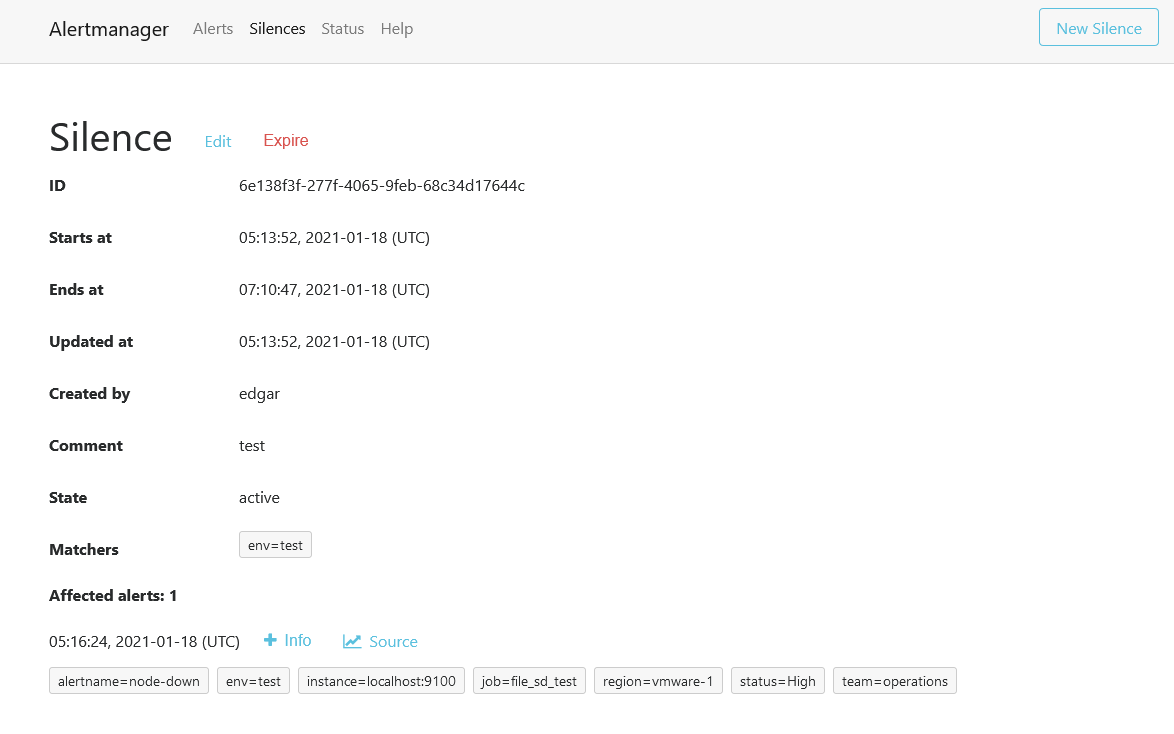 Alertmanager Alerts Silences Status Help New Silence
Silence Edit Expire
ID 6e138f3f-277f-4065-9feb-68c34d17644c
Starts at 05:13:52, 2021-01-18 (UTC)
Ends at 07:10:47, 2021-01-18 (UTC)
Updated at 05:13:52, 2021-01-18 (UTC)
Created by edgar
Comment test
State active
Matchers env=test
Affected alerts: 1
05:16:24, 2021-01-18 (UTC) Info Source
alertname=node-down env=test instance=localhost:9100 job=file_sd_test region=vmware-1 status=High team=operations